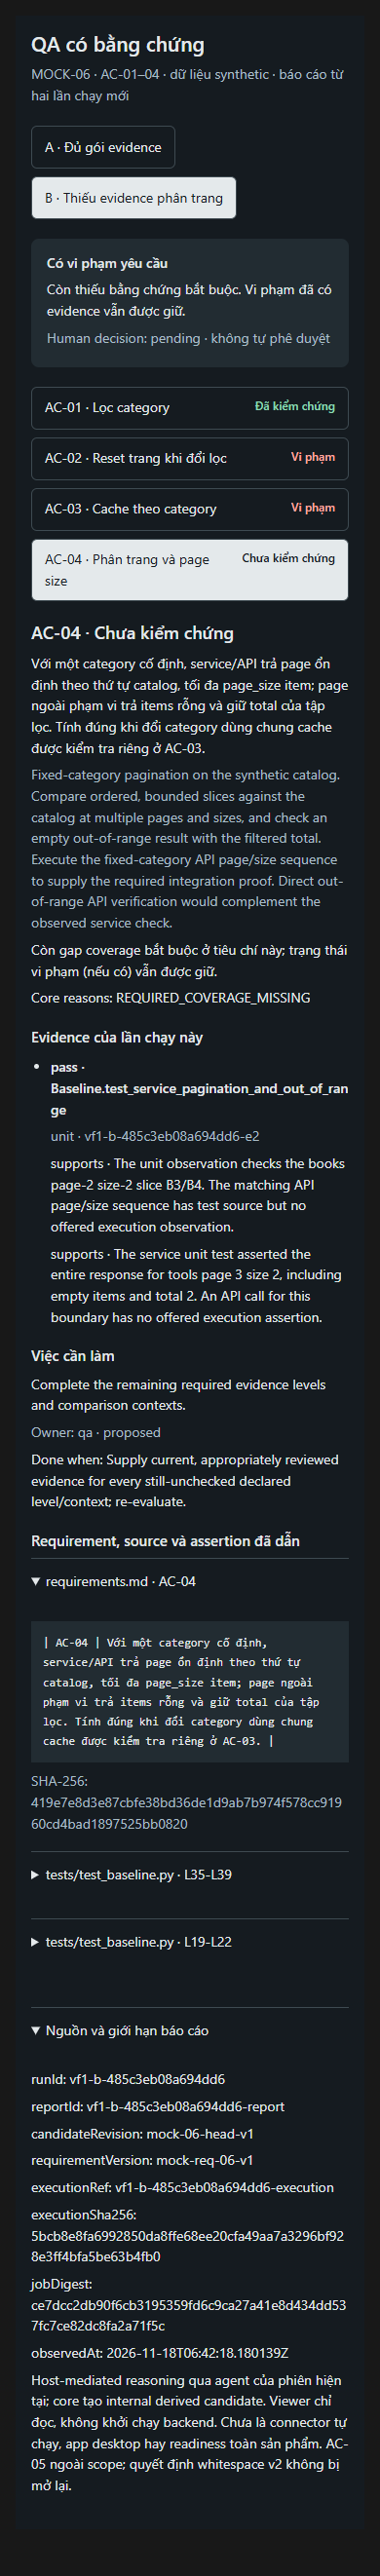 QA có bằng chứng
MOCK-06 · AC-01–04 · dữ liệu synthetic · báo cáo từ
hai lần chạy mới
A · Đủ gói evidence
B · Thiếu evidence phân trang
Có vi phạm yêu cầu
Còn thiếu bằng chứng bắt buộc. Vi phạm đã có
evidence vẫn được giữ.
Human decision: pending · không tự phê duyệt
AC-01 · Lọc category
Đã kiểm chứng
AC-02 · Reset trang khi đổi lọc
Vi phạm
AC-03 · Cache theo category
Vi phạm
AC-04 · Phân trang và page
size
Chưa kiểm chứng
AC-04 · Chưa kiểm chứng
Với một category cố định, service/API trả page ổn
định theo thứ tự catalog, tối đa page_size item; page
ngoài phạm vi trả items rỗng và giữ total của tập
lọc. Tính đúng khi đổi category dùng chung cache
được kiểm tra riêng ở AC-03.
Fixed-category pagination on the synthetic catalog.
Compare ordered, bounded slices against the
catalog at multiple pages and sizes, and check an
empty out-of-range result with the filtered total.
Execute the fixed-category API page/size sequence
to supply the required integration proof. Direct out-
of-range API verification would complement the
observed service check.
Còn gap coverage bắt buộc ở tiêu chí này; trạng thái
vi phạm (nếu có) vẫn được giữ.
Core reasons: REQUIRED_COVERAGE_MISSING
Evidence của lần chạy này
• pass ·
Baseline.test_service_pagination_and_out_of_ran
ge
unit · vf1-b-485c3eb08a694dd6-e2
supports · The unit observation checks the books
page-2 size-2 slice B3/B4. The matching API
page/size sequence has test source but no
offered execution observation.
supports · The service unit test asserted the
entire response for tools page 3 size 2, including
empty items and total 2. An API call for this
boundary has no offered execution assertion.
Việc cần làm
Complete the remaining required evidence levels
and comparison contexts.
Owner: qa · proposed
Done when: Supply current, appropriately reviewed
evidence for every still-unchecked declared
level/context; re-evaluate.
Requirement, source và assertion đã dẫn
▼ requirements.md · AC-04
| AC-04 | Với một category cố định,
service/API trả page ổn định theo thứ tự
catalog, tối đa page_size item; page ngoài
phạm vi trả items rỗng và giữ total của tập
lọc. Tính đúng khi đổi category dùng chung
cache được kiểm tra riêng ở AC-03. |
SHA-256:
419e7e8d3e87cbfe38bd36de1d9ab7b974f578cc919
60cd4bad1897525bb0820
▶ tests/test_baseline.py · L35-L39
▶ tests/test_baseline.py · L19-L22
▼ Nguồn và giới hạn báo cáo
runId: vf1-b-485c3eb08a694dd6
reportId: vf1-b-485c3eb08a694dd6-report
candidateRevision: mock-06-head-v1
requirementVersion: mock-req-06-v1
executionRef: vf1-b-485c3eb08a694dd6-execution
executionSha256:
5bcb8e8fa6992850da8ffe68ee20cfa49aa7a3296bf92
8e3ff4bfa5be63b4fb0
jobDigest:
ce7dcc2db90f6cb3195359fd6c9ca27a41e8d434dd53
7fc7ce82dc8fa2a71f5c
observedAt: 2026-11-18T06:42:18.180139Z
Host-mediated reasoning qua agent của phiên hiện
tại; core tạo internal derived candidate. Viewer chỉ
đọc, không khởi chạy backend. Chưa là connector tự
chạy, app desktop hay readiness toàn sản phẩm. AC-
05 ngoài scope; quyết định whitespace v2 không bị
mở lại.